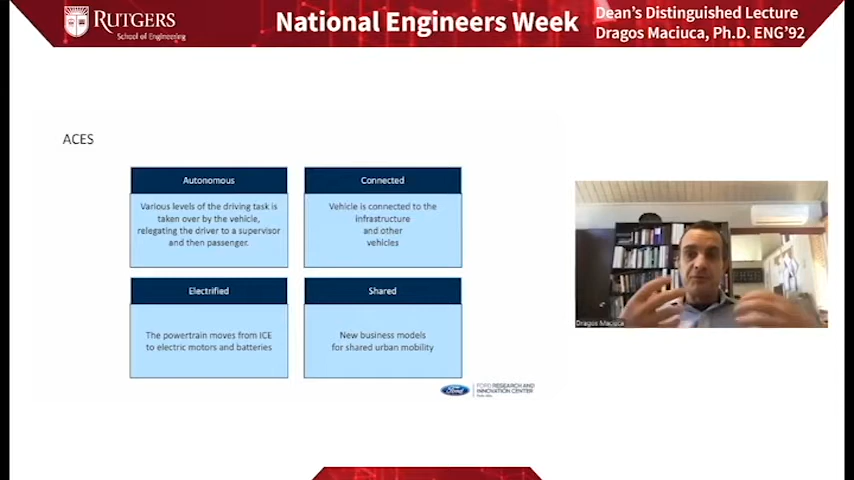 RUTGERS
School of Engineering
National Engineers Week
Dean's Distinguished Lecture
Dragos Maciuca, Ph.D. ENG'92
ACES
Autonomous
Various levels of the driving task is
taken over by the vehicle,
relegating the driver to a supervisor
and then passenger.
Connected
Vehicle is connected to the
infrastructure
and other
vehicles
Electrified
The powertrain moves from ICE
to electric motors and batteries
Shared
New business models
for shared urban mobility
Ford
FORD RESEARCH AND
INNOVATION CENTER
Dragos Maciuca